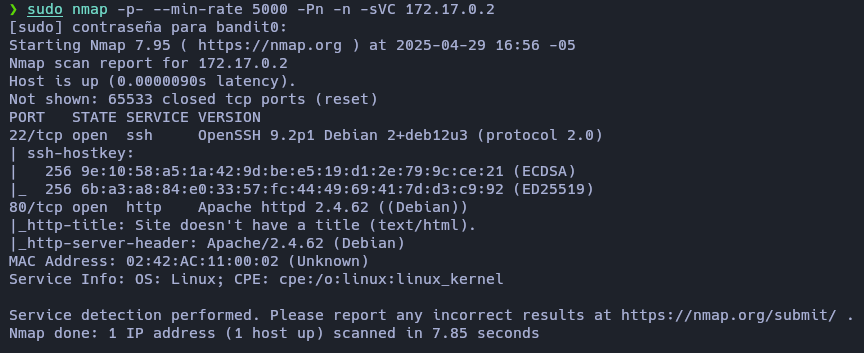 ❯ sudo nmap -p- --min-rate 5000 -Pn -n -sVC 172.17.0.2
[sudo] contraseña para bandit0:
Starting Nmap 7.95 ( https://nmap.org ) at 2025-04-29 16:56 -05
Nmap scan report for 172.17.0.2
Host is up (0.0000090s latency).
Not shown: 65533 closed tcp ports (reset)
PORT   STATE SERVICE VERSION
22/tcp open  ssh     OpenSSH 9.2p1 Debian 2+deb12u3 (protocol 2.0)
| ssh-hostkey:
|   256 9e:10:58:a5:1a:42:9d:be:e5:19:d1:2e:79:9c:ce:21 (ECDSA)
|_  256 6b:a3:a8:84:e0:33:57:fc:44:49:69:41:7d:d3:c9:92 (ED25519)
80/tcp open  http    Apache httpd 2.4.62 ((Debian))
|_http-title: Site doesn't have a title (text/html).
|_http-server-header: Apache/2.4.62 (Debian)
MAC Address: 02:42:AC:11:00:02 (Unknown)
Service Info: OS: Linux; CPE: cpe:/o:linux:linux_kernel

Service detection performed. Please report any incorrect results at https://nmap.org/submit/ .
Nmap done: 1 IP address (1 host up) scanned in 7.85 seconds